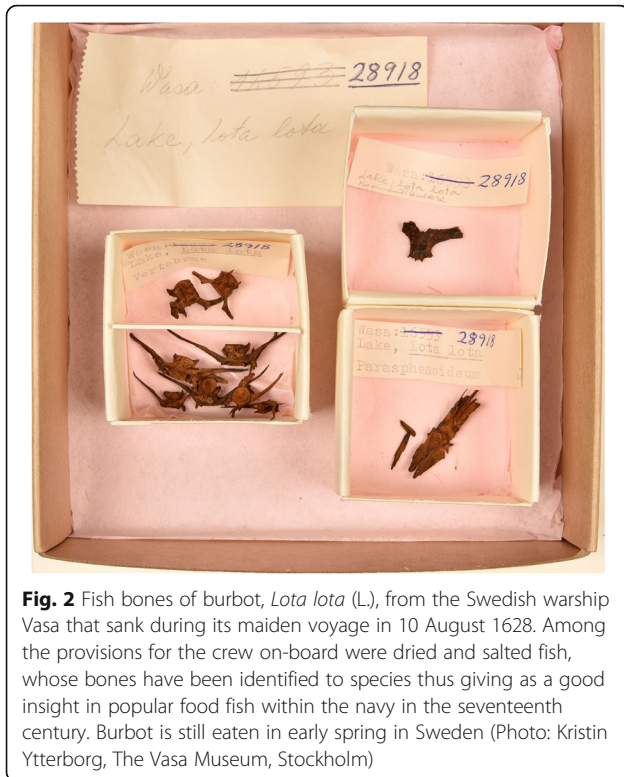 Wasa: 16593 28918
Lake, Lota lota.
Wasa: 28918
Lake, Lota lota
Wasa: 28918
Lake, Lota lota
Vertebrae
Wasa: 16593 28918
Lake, Lota lota
Parasphenoideum
Fig. 2 Fish bones of burbot, Lota lota (L.), from the Swedish warship
Vasa that sank during its maiden voyage in 10 August 1628. Among
the provisions for the crew on-board were dried and salted fish,
whose bones have been identified to species thus giving as a good
insight in popular food fish within the navy in the seventeenth
century. Burbot is still eaten in early spring in Sweden (Photo: Kristin
Ytterborg, The Vasa Museum, Stockholm)